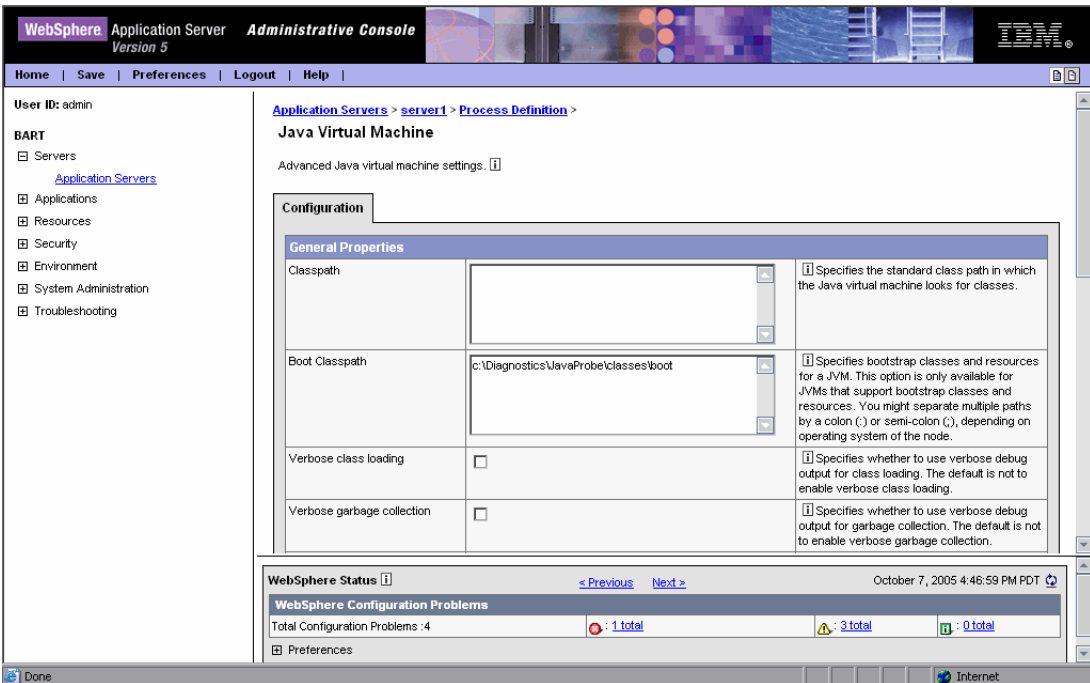 WebSphere Application Server Administrative Console
Version 5
IBM.®
Home | Save | Preferences | Logout | Help |
User ID: admin
BART
Servers
Application Servers
Applications
Resources
Security
Environment
System Administration
Troubleshooting
Application Servers > server1 > Process Definition >
Java Virtual Machine
Advanced Java virtual machine settings. i
Configuration
General Properties
Classpath
i Specifies the standard class path in which
the Java virtual machine looks for classes.
Boot Classpath
c:\Diagnostics\JavaProbe\classes\boot
i Specifies bootstrap classes and resources
for a JVM. This option is only available for
JVMs that support bootstrap classes and
resources. You might separate multiple paths
by a colon (:) or semi-colon (;), depending on
operating system of the node.
Verbose class loading
i Specifies whether to use verbose debug
output for class loading. The default is not to
enable verbose class loading.
Verbose garbage collection
i Specifies whether to use verbose debug
output for garbage collection. The default is not
to enable verbose garbage collection.
WebSphere Status i
< Previous Next >
October 7, 2005 4:46:59 PM PDT
WebSphere Configuration Problems
Total Configuration Problems :4
: 1 total
: 3 total
i : 0 total
Preferences
Done
Internet